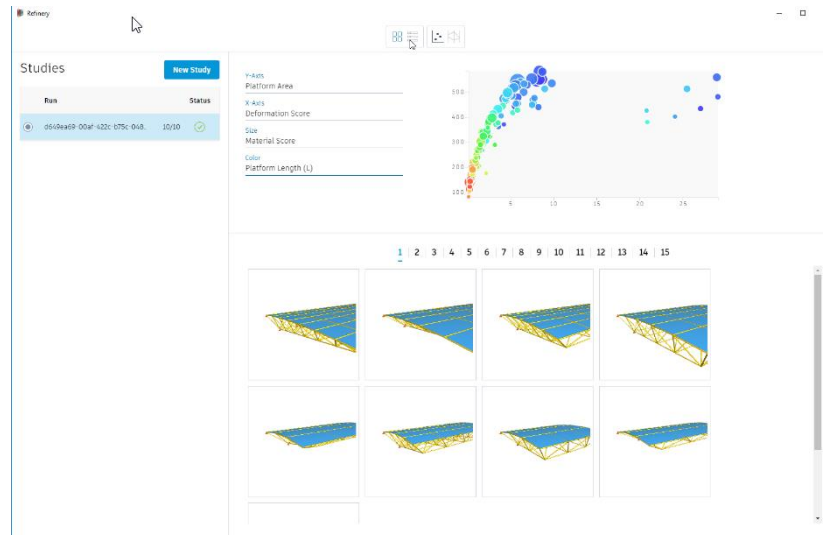 Refinery
Studies
New Study
Run Status
d649ea69-00af-422c-b75c-048. 10/10
Y-Axis
Platform Area
X-Axis
Deformation Score
Size
Material Score
Color
Platform Length (L)
500
400
300
200
100
5 10 15 20 25
1 2 3 4 5 6 7 8 9 10 11 12 13 14 15